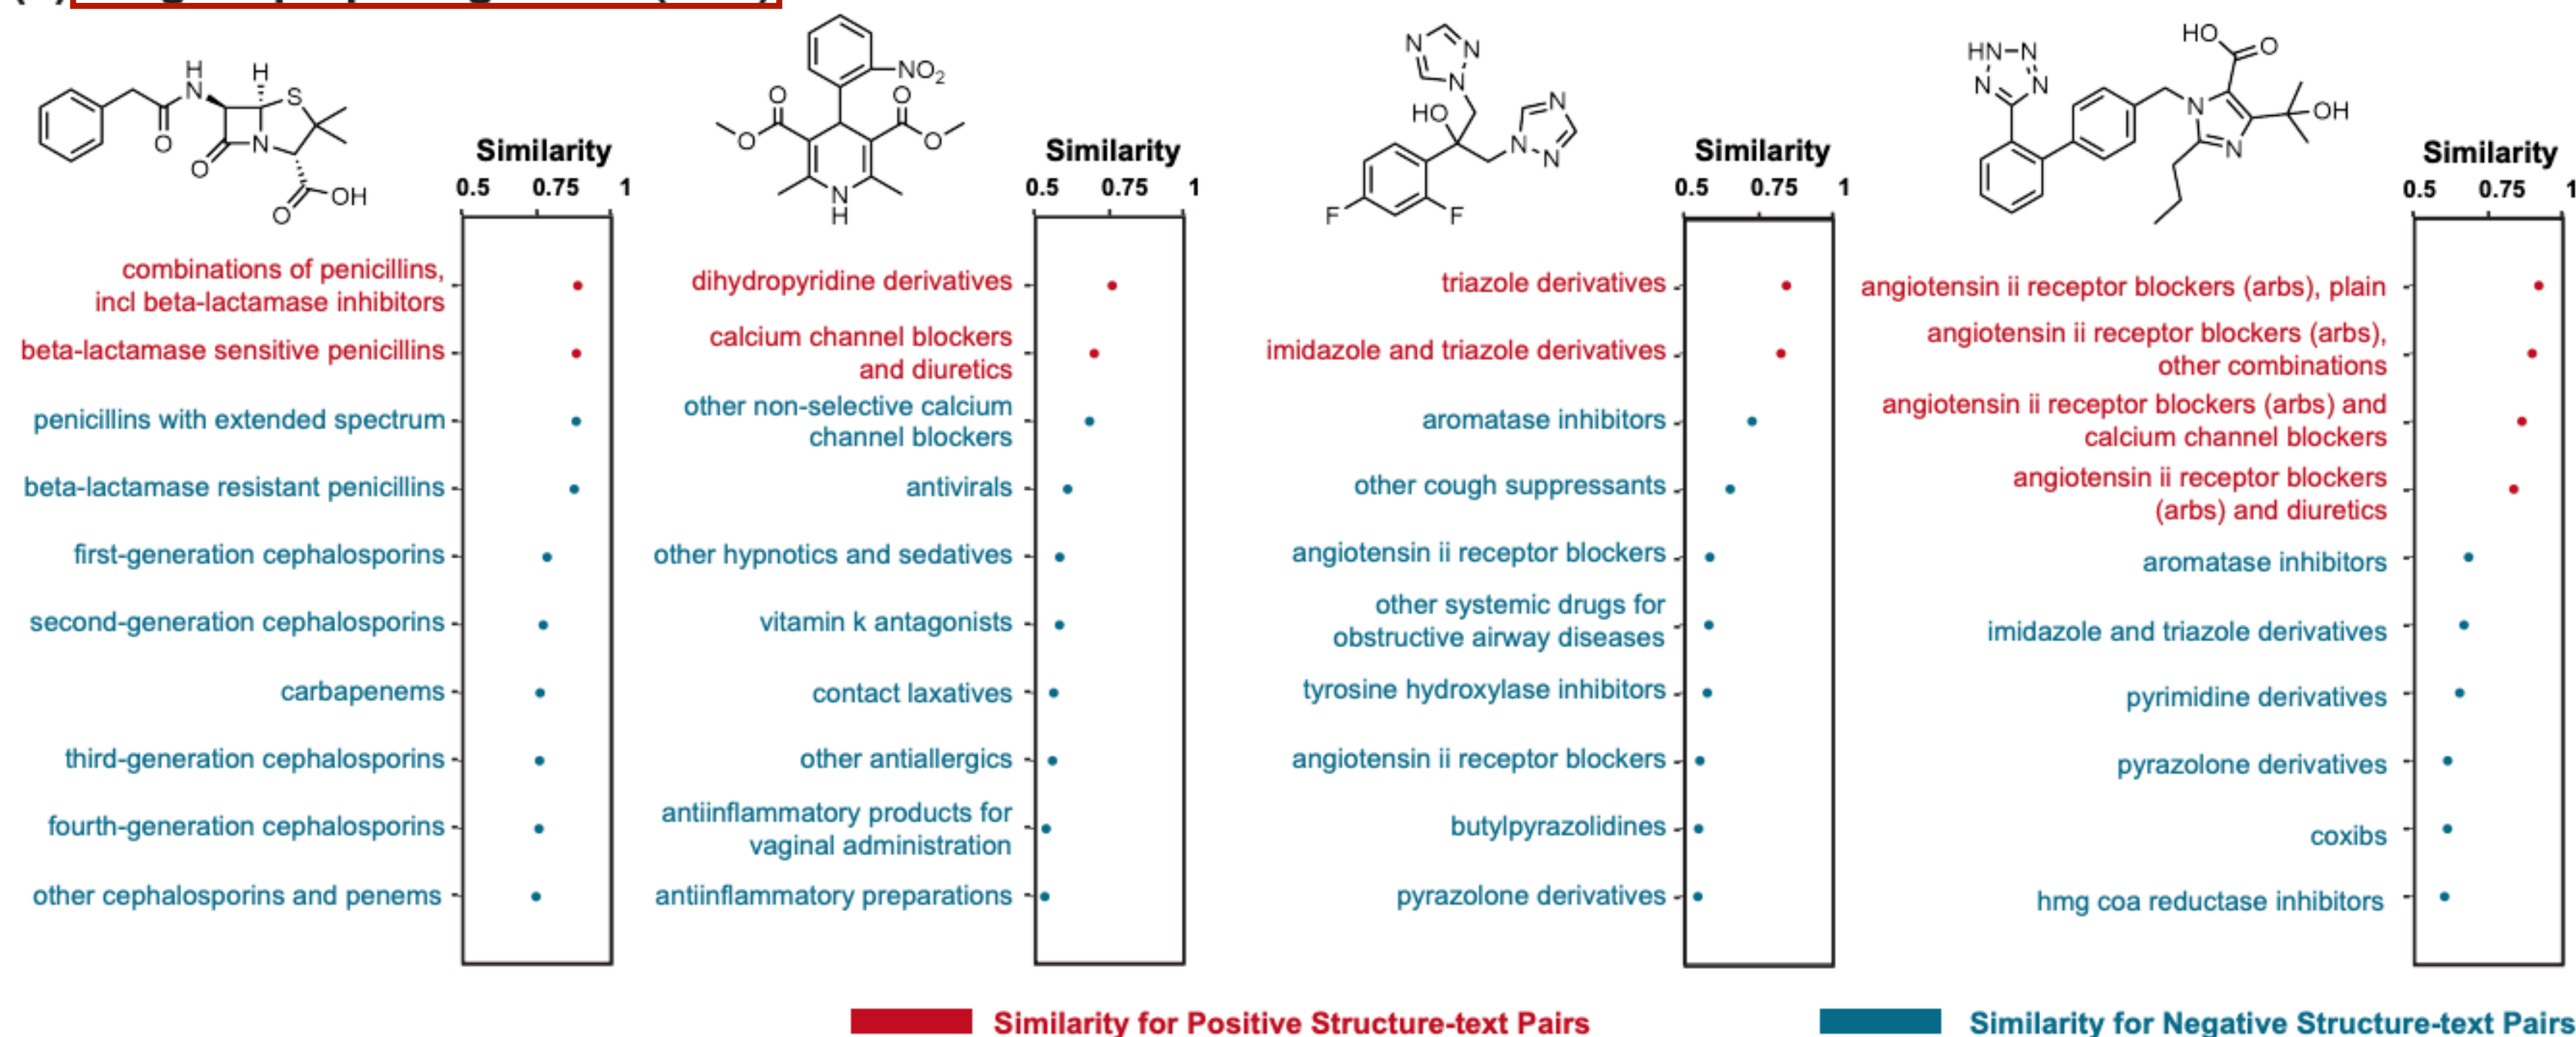 H
H
N
S
O
O
N
O
OH
Similarity
0.5 0.75 1
combinations of penicillins,
incl beta-lactamase inhibitors
beta-lactamase sensitive penicillins
penicillins with extended spectrum
beta-lactamase resistant penicillins
first-generation cephalosporins
second-generation cephalosporins
carbapenems
third-generation cephalosporins
fourth-generation cephalosporins
other cephalosporins and penems
NO2
O
O
O
O
N
H
Similarity
0.5 0.75 1
dihydropyridine derivatives
calcium channel blockers
and diuretics
other non-selective calcium
channel blockers
antivirals
other hypnotics and sedatives
vitamin k antagonists
contact laxatives
other antiallergics
antiinflammatory products for
vaginal administration
antiinflammatory preparations
N
N
N
HO
N
N
N
F
F
Similarity
0.5 0.75 1
triazole derivatives
imidazole and triazole derivatives
aromatase inhibitors
other cough suppressants
angiotensin ii receptor blockers
other systemic drugs for
obstructive airway diseases
tyrosine hydroxylase inhibitors
angiotensin ii receptor blockers
butylpyrazolidines
pyrazolone derivatives
HO
O
HN N
N N
N
OH
N
Similarity
0.5 0.75 1
angiotensin ii receptor blockers (arbs), plain
angiotensin ii receptor blockers (arbs),
other combinations
angiotensin ii receptor blockers (arbs) and
calcium channel blockers
angiotensin ii receptor blockers
(arbs) and diuretics
aromatase inhibitors
imidazole and triazole derivatives
pyrimidine derivatives
pyrazolone derivatives
coxibs
hmg coa reductase inhibitors
Similarity for Positive Structure-text Pairs
Similarity for Negative Structure-text Pairs